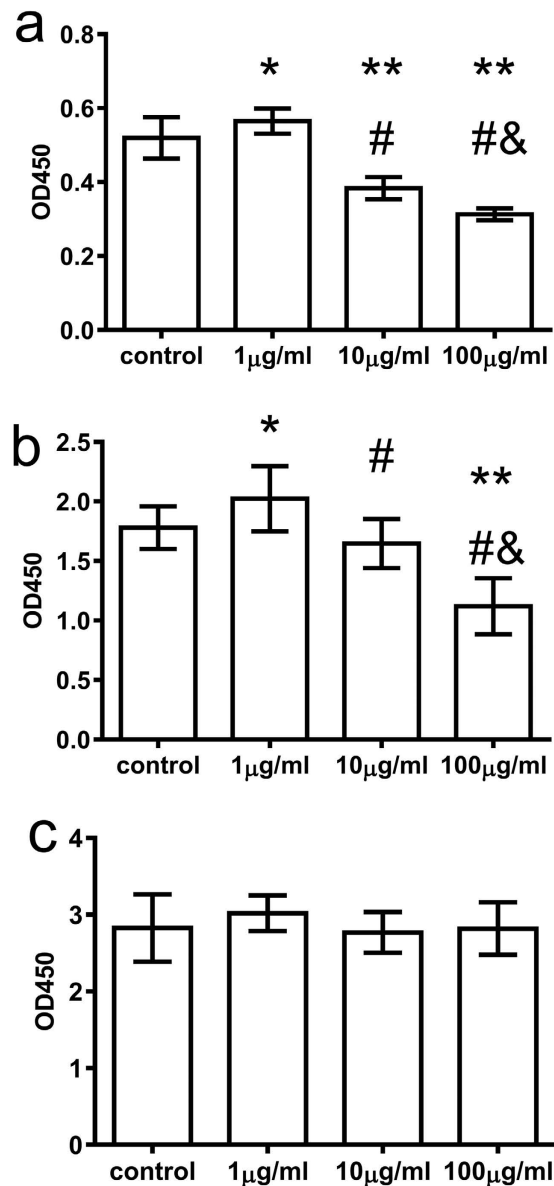 a
0.8
0.6
0.4
0.2
0.0
OD450
* ** **
# #&
control 1μg/ml 10μg/ml 100μg/ml
b
2.5
2.0
1.5
1.0
0.5
0.0
OD450
* # **
#&
control 1μg/ml 10μg/ml 100μg/ml
c
4
3
2
1
0
OD450
control 1μg/ml 10μg/ml 100μg/ml